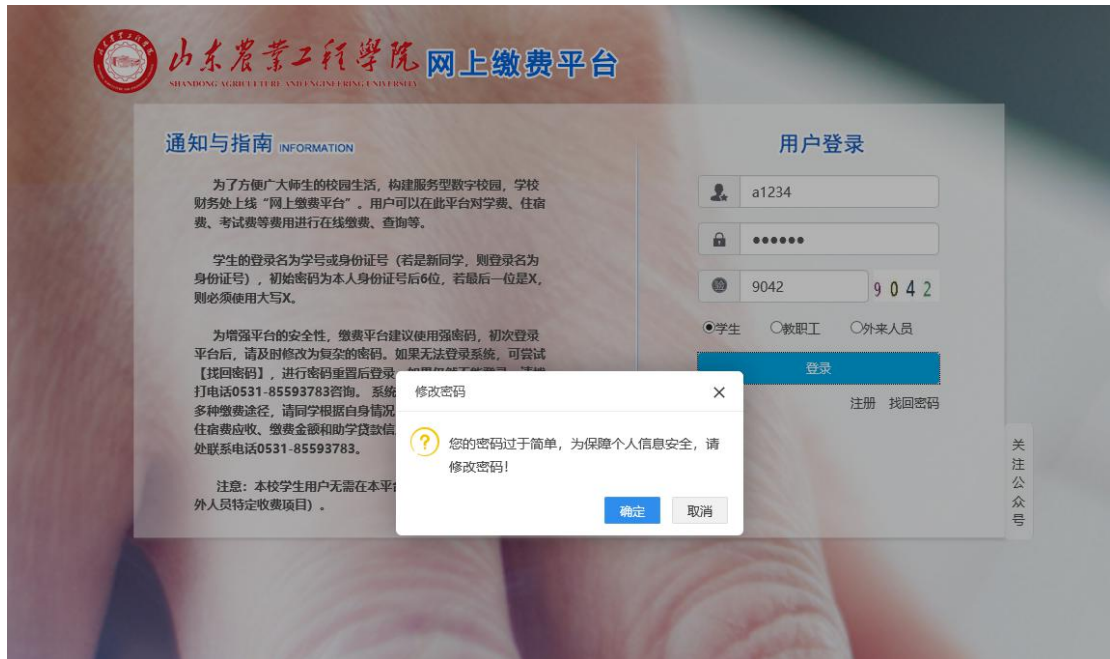 山东农业工程学院 网上缴费平台
SHANDONG AGRICULTURE AND ENGINEERING UNIVERSITY
通知与指南 INFORMATION
为了方便广大师生的校园生活，构建服务型数字校园，学校
财务处上线“网上缴费平台”。用户可以在此平台对学费、住宿
费、考试费等费用进行在线缴费、查询等。
学生的登录名为学号或身份证号（若是新同学，则登录名为
身份证号），初始密码为本人身份证号后6位，若最后一位是X，
则必须使用大写X。
为增强平台的安全性，缴费平台建议使用强密码，初次登录
平台后，请及时修改为复杂的密码。如果无法登录系统，可尝试
【找回密码】，进行密码重置后登录
打电话0531-85593783咨询。 系统
多种缴费途径，请同学根据自身情况
住宿费应收、缴费金额和助学贷款信
处联系电话0531-85593783。
注意：本校学生用户无需在本平台
外人员特定收费项目）。
用户登录
a1234
●●●●●●
9042 9042
学生 教职工 外来人员
登录
注册 找回密码
修改密码
您的密码过于简单，为保障个人信息安全，请
修改密码！
确定 取消
关注公众号